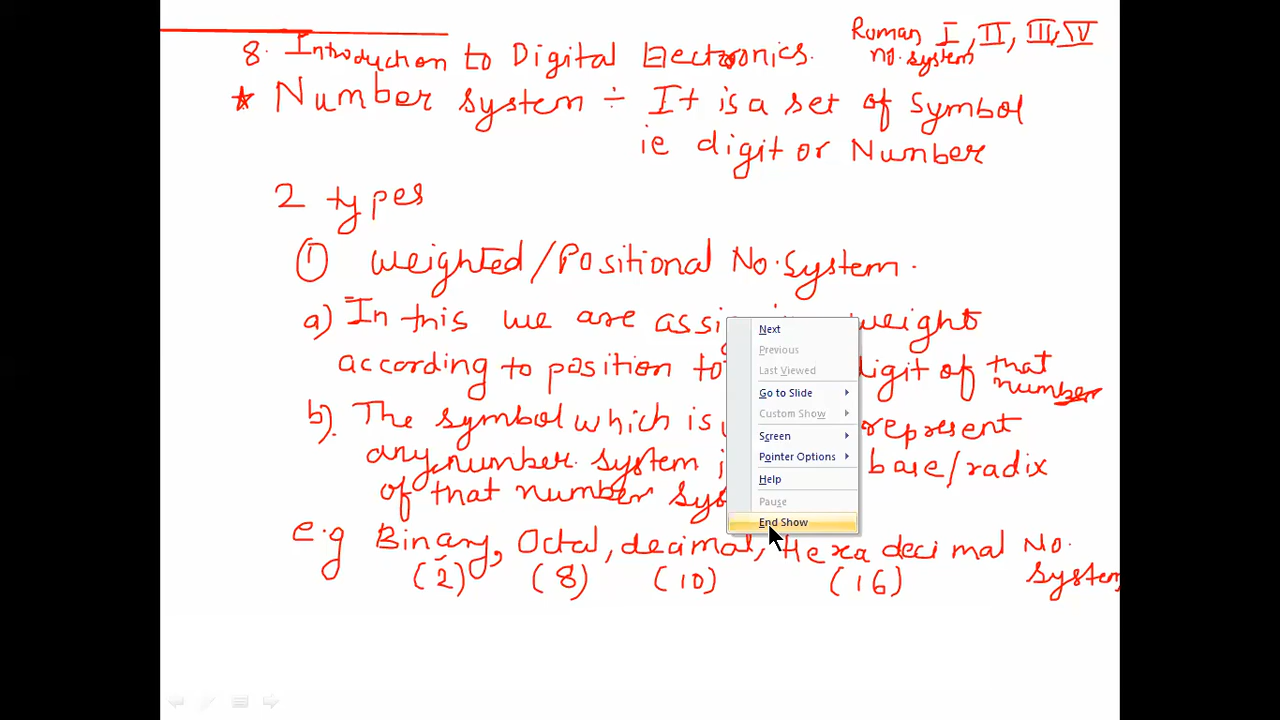 Roman I, II, III, IV
no. system
8. Introduction to Digital Electronics.
* Number system ÷ It is a set of Symbol
ie digit or Number
2 types
① weighted/Positional No. System.
a) In this we are weight
according to position to digit of that
number
b). The symbol which is represent
any number system base/radix
of that number
e.g Binary, Octal, decimal, Hexa decimal No.
(2) (8) (10) (16) System
Next
Previous
Last Viewed
Go to Slide
Custom Show
Screen
Pointer Options
Help
Pause
End Show